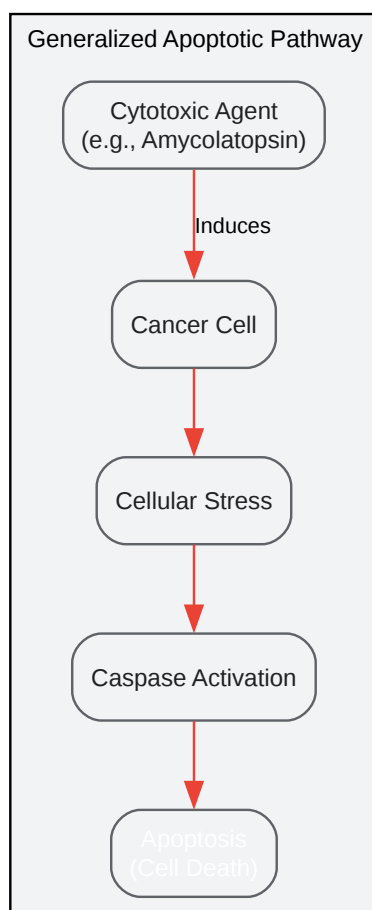 Generalized Apoptotic Pathway
Cytotoxic Agent
(e.g., Amycolatopsin)
Induces
Cancer Cell
Cellular Stress
Caspase Activation
Apoptosis
(Cell Death)